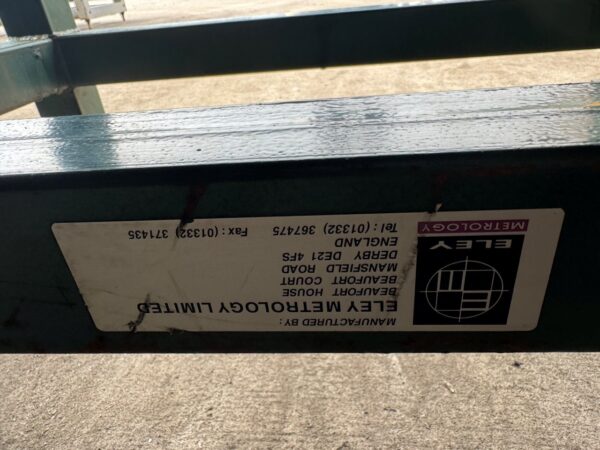 ELEY
METROLOGY
MANUFACTURED BY:
ELEY METROLOGY LIMITED
BEAUFORT HOUSE
BEAUFORT COURT
MANSFIELD ROAD
DERBY DE21 4FS
ENGLAND
Tel: (01332) 367475 Fax: (01332) 371435